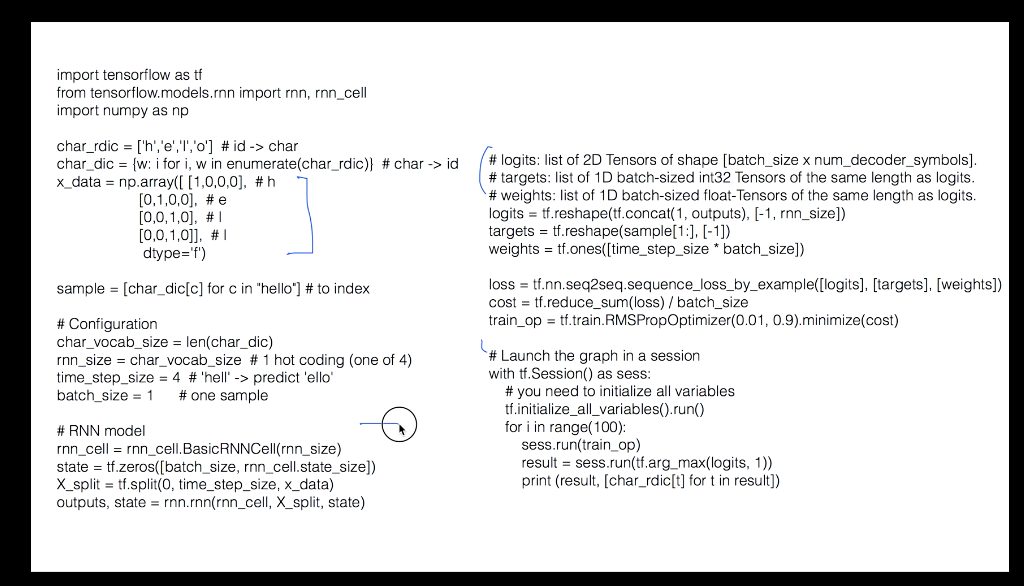 import tensorflow as tf
from tensorflow.models.rnn import rnn, rnn_cell
import numpy as np
char_rdic = ['h','e','l','o']  # id -> char
char_dic = {w: i for i, w in enumerate(char_rdic)}  # char -> id
x_data = np.array([ [1,0,0,0],  # h
[0,1,0,0],  # e
[0,0,1,0],  # l
[0,0,1,0]],  # l
dtype='f')
sample = [char_dic[c] for c in "hello"] # to index
# Configuration
char_vocab_size = len(char_dic)
rnn_size = char_vocab_size  # 1 hot coding (one of 4)
time_step_size = 4  # 'hell' -> predict 'ello'
batch_size = 1      # one sample
# RNN model
rnn_cell = rnn_cell.BasicRNNCell(rnn_size)
state = tf.zeros([batch_size, rnn_cell.state_size])
X_split = tf.split(0, time_step_size, x_data)
outputs, state = rnn.rnn(rnn_cell, X_split, state)
# logits: list of 2D Tensors of shape [batch_size x num_decoder_symbols].
# targets: list of 1D batch-sized int32 Tensors of the same length as logits.
# weights: list of 1D batch-sized float-Tensors of the same length as logits.
logits = tf.reshape(tf.concat(1, outputs), [-1, rnn_size])
targets = tf.reshape(sample[1:], [-1])
weights = tf.ones([time_step_size * batch_size])
loss = tf.nn.seq2seq.sequence_loss_by_example([logits], [targets], [weights])
cost = tf.reduce_sum(loss) / batch_size
train_op = tf.train.RMSPropOptimizer(0.01, 0.9).minimize(cost)
# Launch the graph in a session
with tf.Session() as sess:
# you need to initialize all variables
tf.initialize_all_variables().run()
for i in range(100):
sess.run(train_op)
result = sess.run(tf.arg_max(logits, 1))
print (result, [char_rdic[t] for t in result])